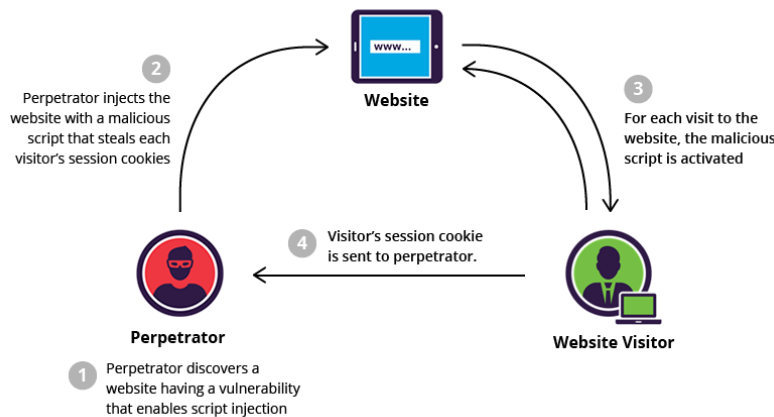 www...
Website
2
Perpetrator injects the
website with a malicious
script that steals each
visitor's session cookies
3
For each visit to the
website, the malicious
script is activated
4
Visitor's session cookie
is sent to perpetrator.
Perpetrator
Website Visitor
1
Perpetrator discovers a
website having a vulnerability
that enables script injection